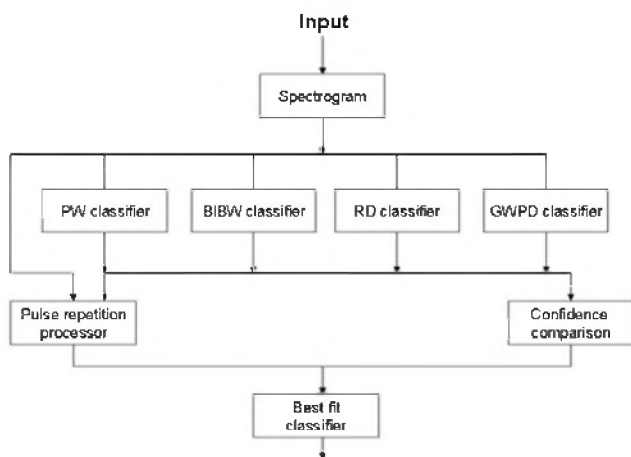 Input
Spectrogram
PW classifier
BIBW classifier
RD classifier
GWPD classifier
Pulse repetition
processor
Confidence
comparison
Best fit
classifier